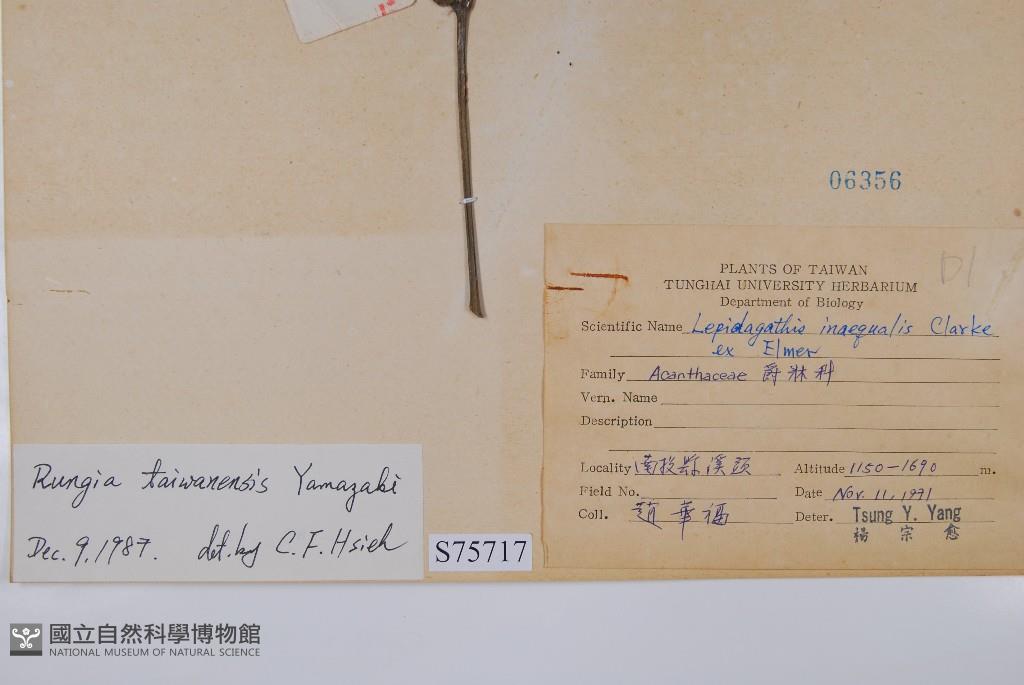 06356
D1
PLANTS OF TAIWAN
TUNGHAI UNIVERSITY HERBARIUM
Department of Biology
Scientific Name Lepidagathis inaequalis Clarke
ex Elmer
Family Acanthaceae 爵牀科
Vern. Name
Description
Locality 南投縣溪頭 Altitude 1150-1690 m.
Field No. Date Nov. 11, 1971
Coll. 趙華福 Deter. Tsung Y. Yang
楊宗愈
Rungia taiwanensis Yamazaki
Dec. 9, 1987. det. by C. F. Hsieh
S75717
國立自然科學博物館
NATIONAL MUSEUM OF NATURAL SCIENCE